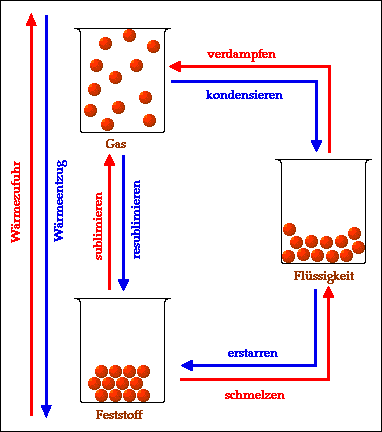 verdampfen
kondensieren
Gas
Wärmezufuhr
Wärmeentzug
sublimieren
resublimieren
Flüssigkeit
erstarren
schmelzen
Feststoff